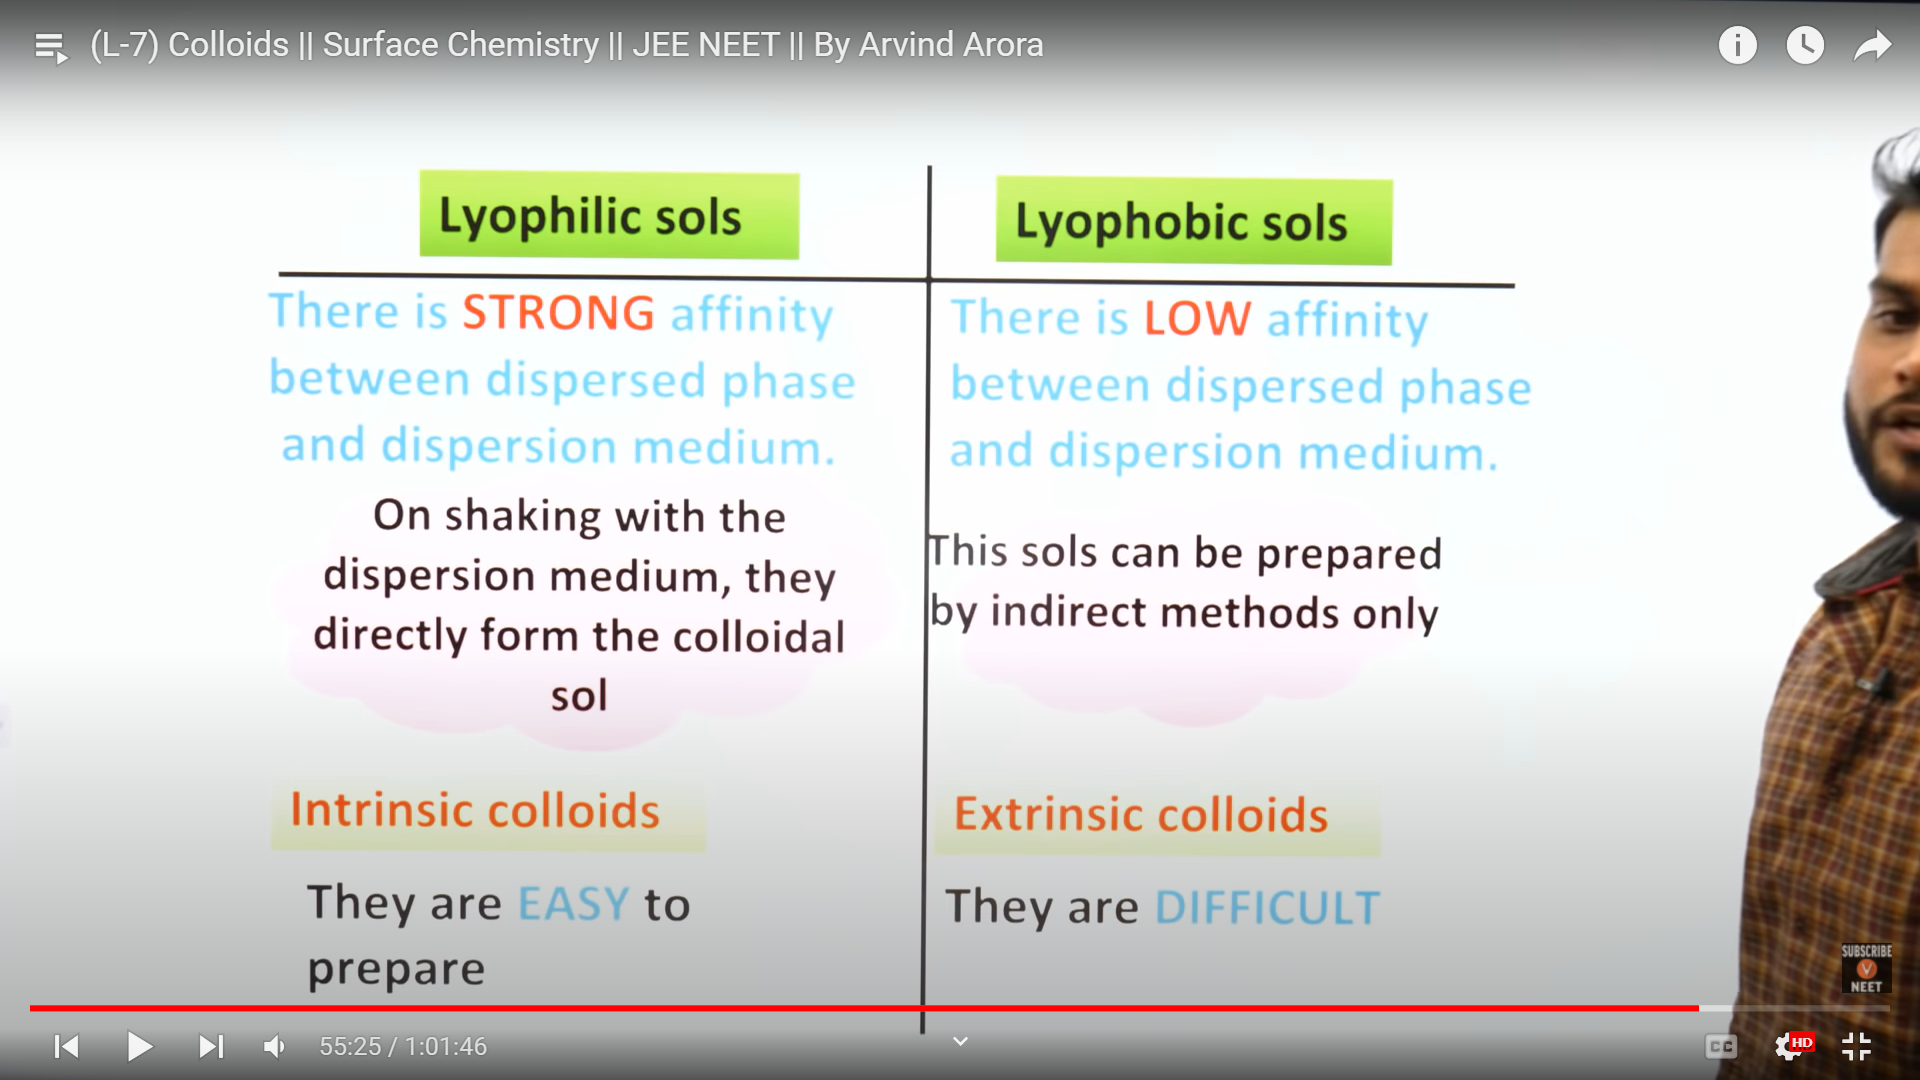 (L-7) Colloids || Surface Chemistry || JEE NEET || By Arvind Arora
Lyophilic sols
Lyophobic sols
There is STRONG affinity
between dispersed phase
and dispersion medium.
There is LOW affinity
between dispersed phase
and dispersion medium.
On shaking with the
dispersion medium, they
directly form the colloidal
sol
This sols can be prepared
by indirect methods only
Intrinsic colloids
Extrinsic colloids
They are EASY to
prepare
They are DIFFICULT
SUBSCRIBE
V
NEET
55:25 / 1:01:46
CC
HD